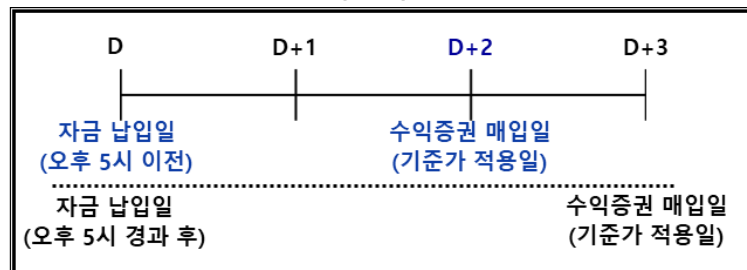 D D+1 D+2 D+3
자금 납입일 수익증권 매입일
(오후 5시 이전) (기준가 적용일)
자금 납입일 수익증권 매입일
(오후 5시 경과 후) (기준가 적용일)